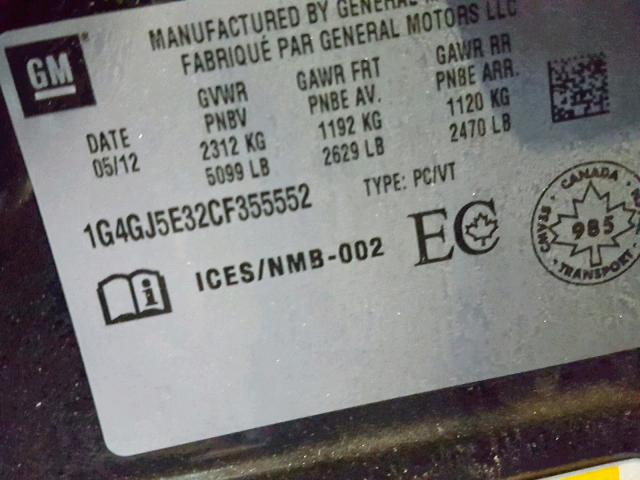 GM
MANUFACTURED BY GENERAL
FABRIQUÉ PAR GENERAL MOTORS LLC
DATE
05/12
GVWR
PNBV
2312 KG
5099 LB
GAWR FRT
PNBE AV.
1192 KG
2629 LB
GAWR RR
PNBE ARR.
1120 KG
2470 LB
1G4GJ5E32CF355552
TYPE: PC/VT
ICES/NMB-002
EC
CANADA
985
TRANSPORT